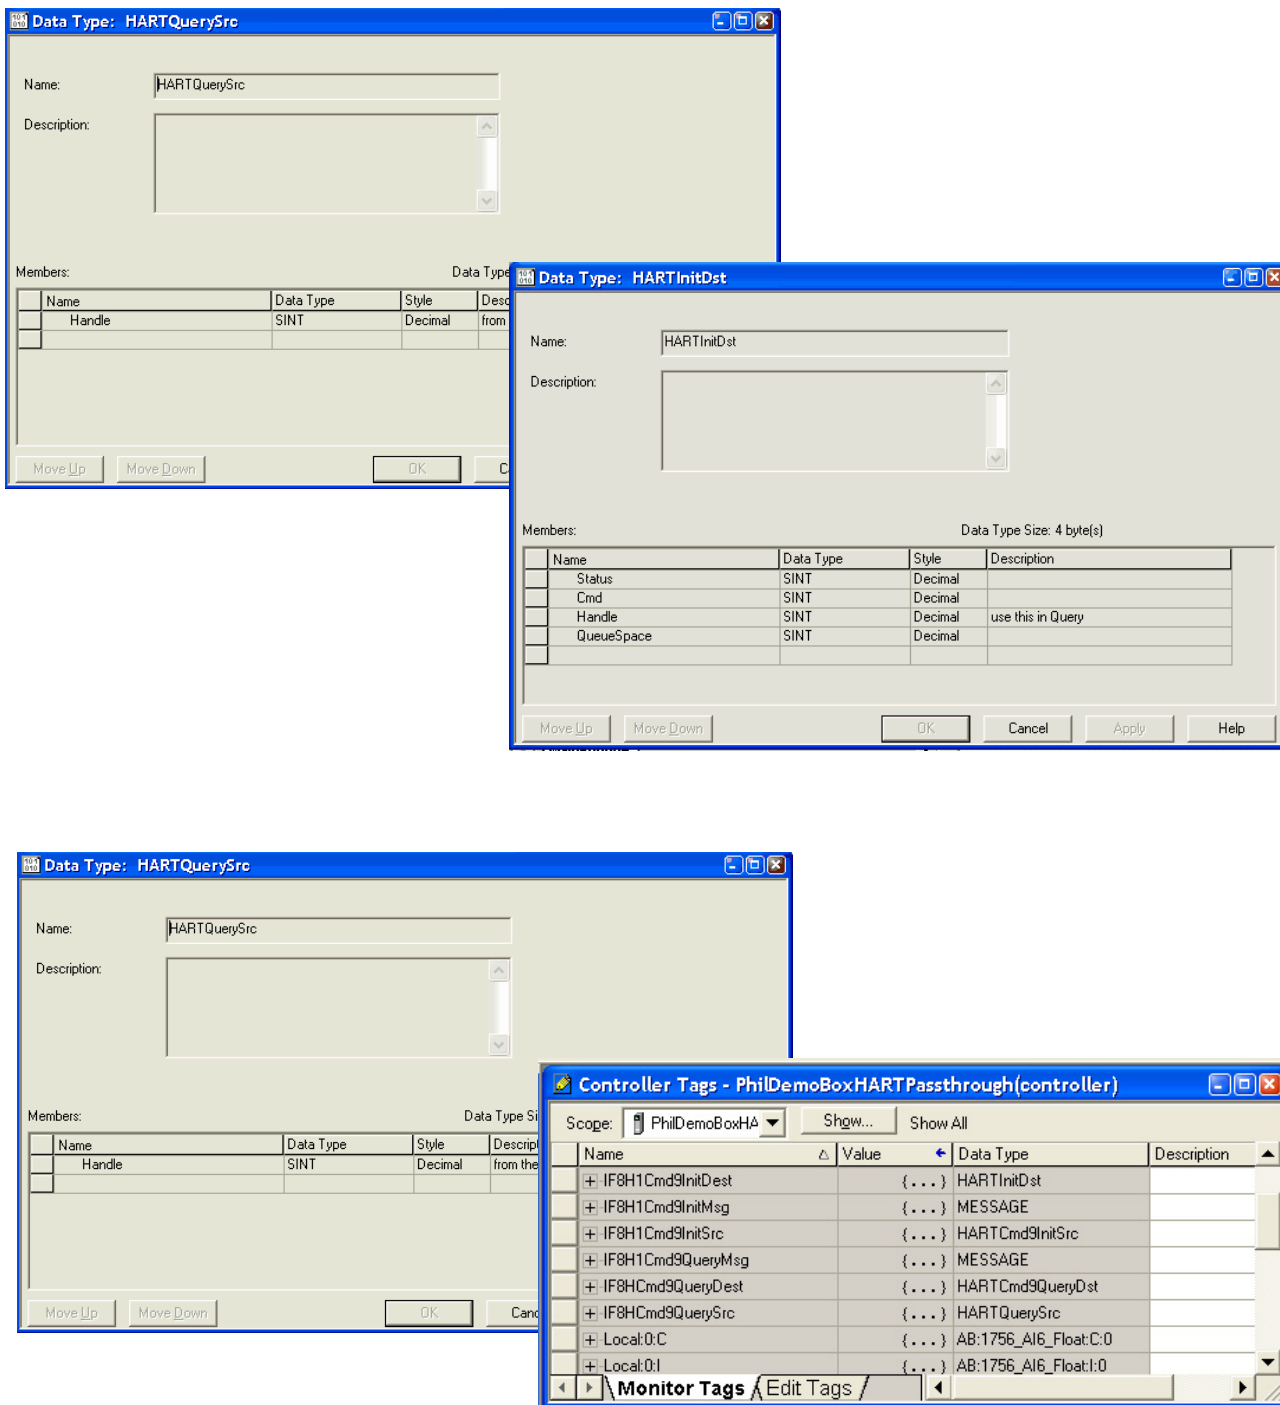 Data Type: HARTQuerySrc
Name: HARTQuerySrc
Description:
Members: Data Type
Name Data Type Style Desc
Handle SINT Decimal from
Move Up Move Down OK C
Data Type: HARTInitDst
Name: HARTInitDst
Description:
Members: Data Type Size: 4 byte(s)
Name Data Type Style Description
Status SINT Decimal
Cmd SINT Decimal
Handle SINT Decimal use this in Query
QueueSpace SINT Decimal
Move Up Move Down OK Cancel Apply Help
Data Type: HARTQuerySrc
Name: HARTQuerySrc
Description:
Members: Data Type Si
Name Data Type Style Descript
Handle SINT Decimal from the
Move Up Move Down OK Canc
Controller Tags - PhilDemoBoxHARTPassthrough(controller)
Scope: PhilDemoBoxHA Show... Show All
Name Value Data Type Description
IF8H1Cmd9InitDest {...} HARTInitDst
IF8H1Cmd9InitMsg {...} MESSAGE
IF8H1Cmd9InitSrc {...} HARTCmd9InitSrc
IF8H1Cmd9QueryMsg {...} MESSAGE
IF8HCmd9QueryDest {...} HARTCmd9QueryDst
IF8HCmd9QuerySrc {...} HARTQuerySrc
Local:0:C {...} AB:1756_AI6_Float:C:0
Local:0:I {...} AB:1756_AI6_Float:I:0
Monitor Tags Edit Tags